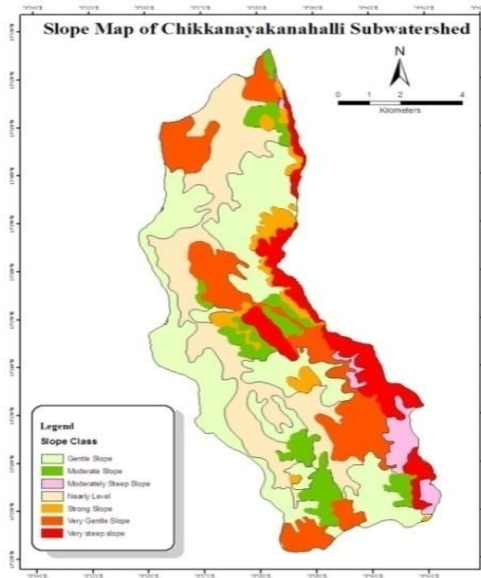 Slope Map of Chikkanayakanahalli Subwatershed
N
0 1 2 4
Kilometers
Legend
Slope Class
Gentle Slope
Moderate Slope
Moderately Steep Slope
Nearly Level
Strong Slope
Very Gentle Slope
Very steep slope